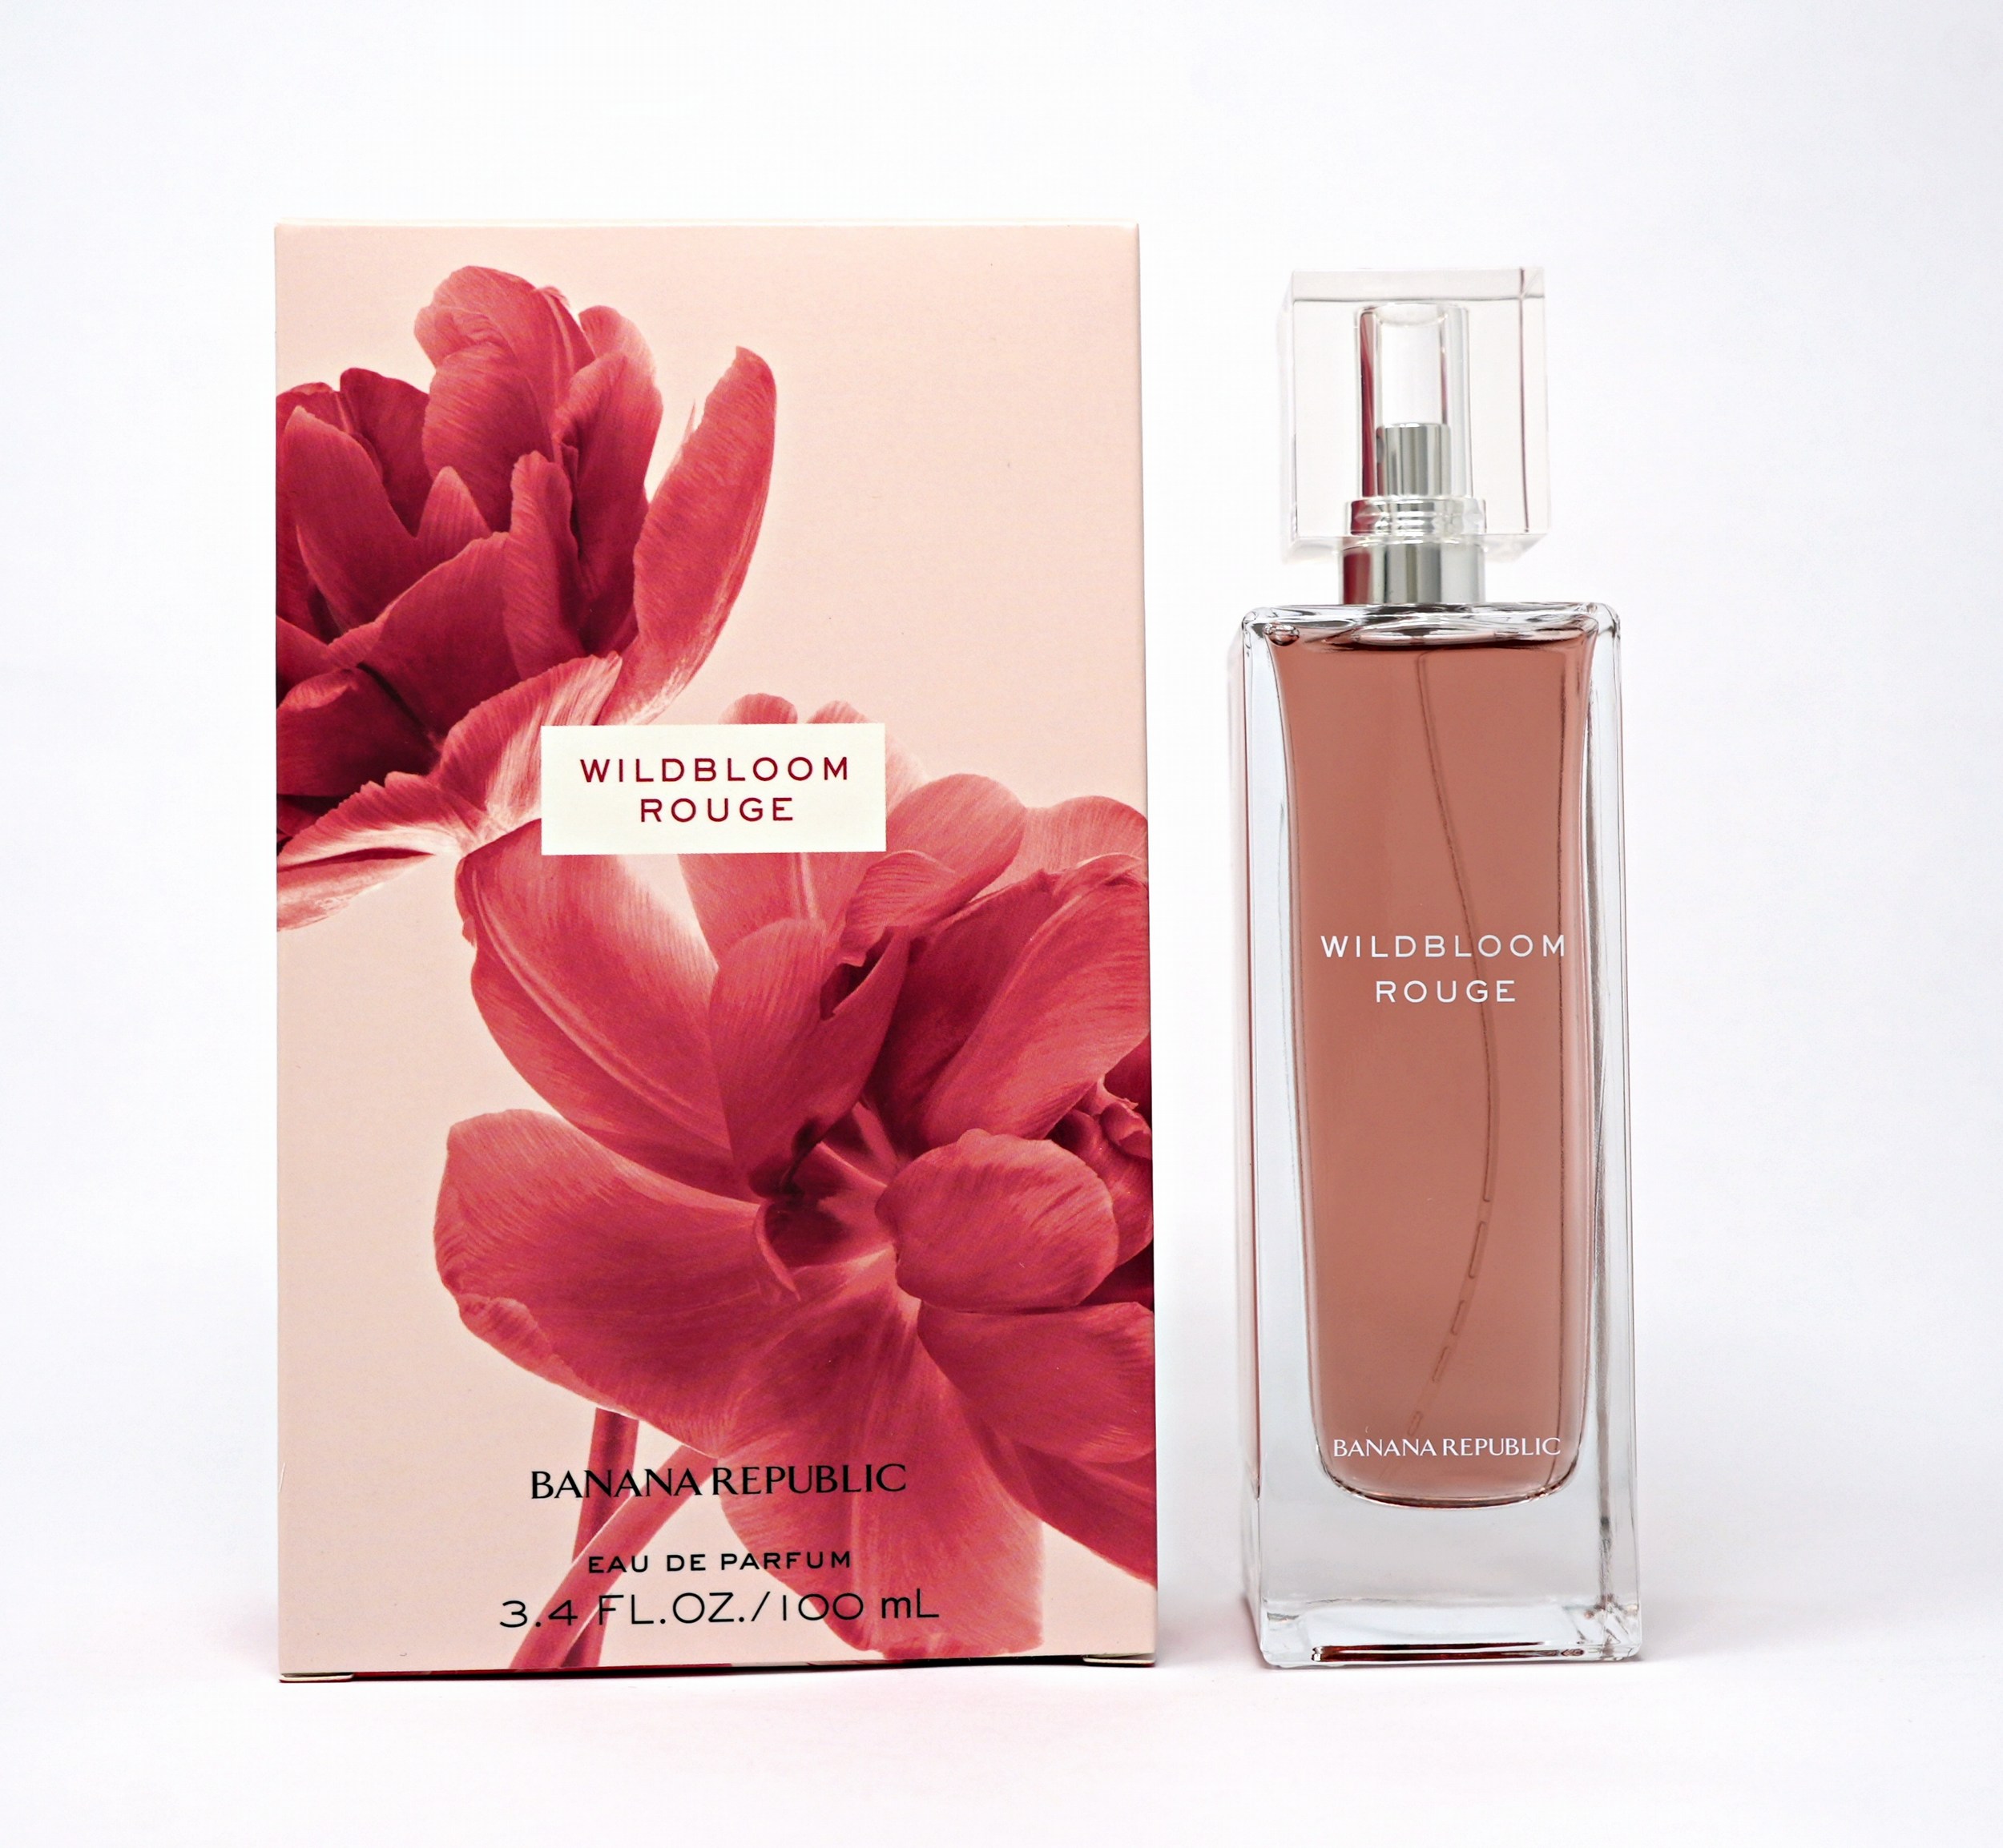 WILDBLOOM
ROUGE
BANANA REPUBLIC
EAU DE PARFUM
3.4 FL.OZ./100 mL
WILDBLOOM
ROUGE
BANANA REPUBLIC